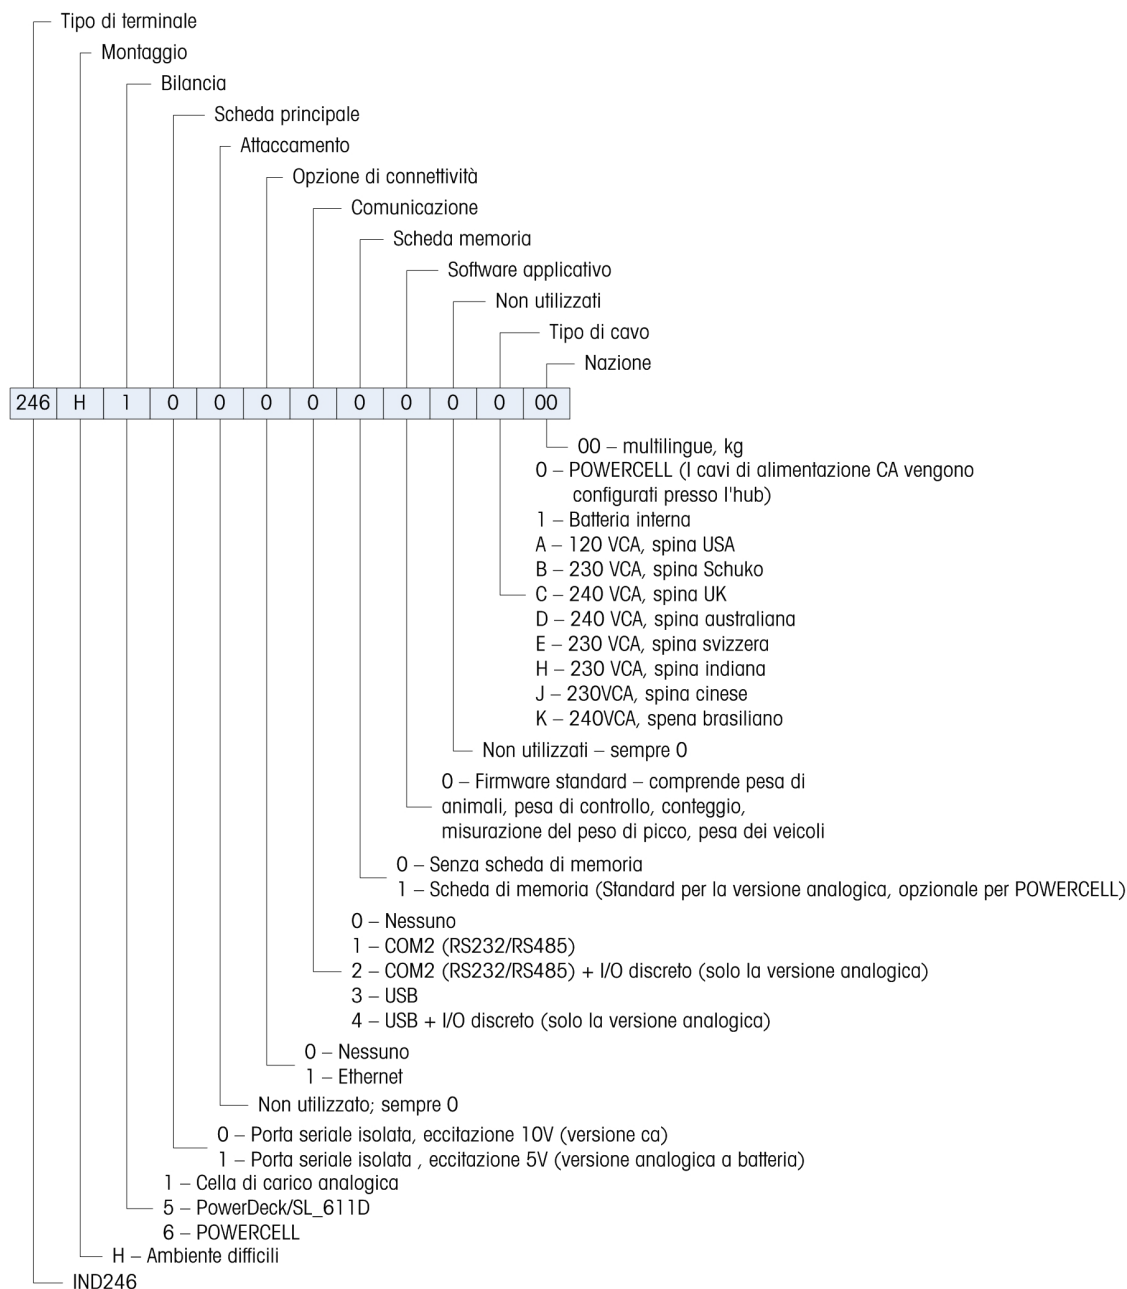 Tipo di terminale
Montaggio
Bilancia
Scheda principale
Attaccamento
Opzione di connettività
Comunicazione
Scheda memoria
Software applicativo
Non utilizzati
Tipo di cavo
Nazione
246 H 1 0 0 0 0 0 0 0 0 00
00 – multilingue, kg
0 – POWERCELL (I cavi di alimentazione CA vengono
configurati presso l'hub)
1 – Batteria interna
A – 120 VCA, spina USA
B – 230 VCA, spina Schuko
C – 240 VCA, spina UK
D – 240 VCA, spina australiana
E – 230 VCA, spina svizzera
H – 230 VCA, spina indiana
J – 230VCA, spina cinese
K – 240VCA, spena brasiliano
Non utilizzati – sempre 0
0 – Firmware standard – comprende pesa di
animali, pesa di controllo, conteggio,
misurazione del peso di picco, pesa dei veicoli
0 – Senza scheda di memoria
1 – Scheda di memoria (Standard per la versione analogica, opzionale per POWERCELL)
0 – Nessuno
1 – COM2 (RS232/RS485)
2 – COM2 (RS232/RS485) + I/O discreto (solo la versione analogica)
3 – USB
4 – USB + I/O discreto (solo la versione analogica)
0 – Nessuno
1 – Ethernet
Non utilizzato; sempre 0
0 – Porta seriale isolata, eccitazione 10V (versione ca)
1 – Porta seriale isolata , eccitazione 5V (versione analogica a batteria)
1 – Cella di carico analogica
5 – PowerDeck/SL_611D
6 – POWERCELL
H – Ambiente difficili
IND246